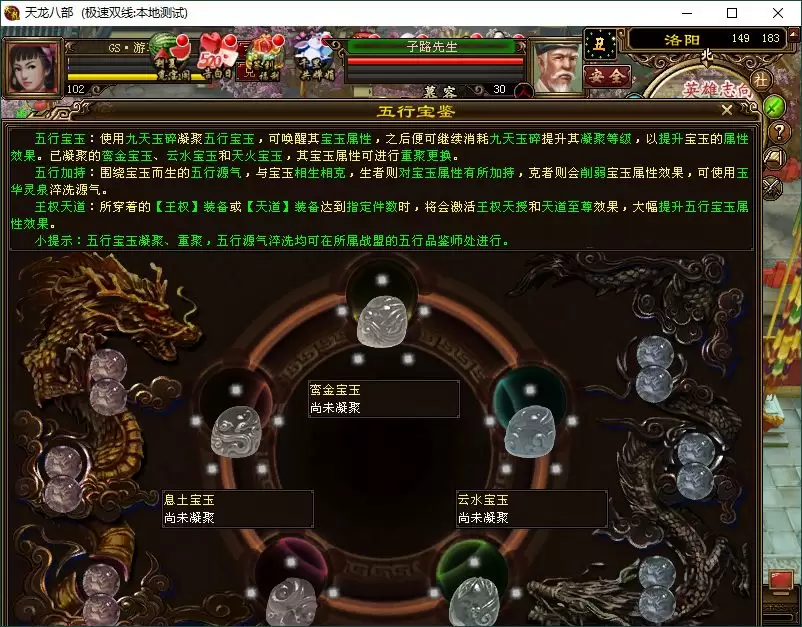 天龙八部 (极速双线:本地测试)
GS·游
子路先生
丑
洛阳
149 183
北
安全
英雄志向
社
102
慕容
30
五行宝鉴
五行宝玉：使用九天玉碎凝聚五行宝玉，可唤醒其宝玉属性，之后便可继续消耗九天玉碎提升其凝聚等级，以提升宝玉的属性
效果。已凝聚的鸾金宝玉、云水宝玉和天火宝玉，其宝玉属性可进行重聚更换。
五行加持：围绕宝玉而生的五行源气，与宝玉相生相克，生者则会对宝玉属性有所加持，克者则会削弱宝玉属性效果，可使用玉
华灵泉淬洗源气。
王权天道：所穿着的【王权】装备或【天道】装备达到指定件数时，将会激活王权天授和天道至尊效果，大幅提升五行宝玉属
性效果。
小提示：五行宝玉凝聚、重聚，五行源气淬洗均可在所属战盟的五行品鉴师处进行。
鸾金宝玉
尚未凝聚
息土宝玉
尚未凝聚
云水宝玉
尚未凝聚